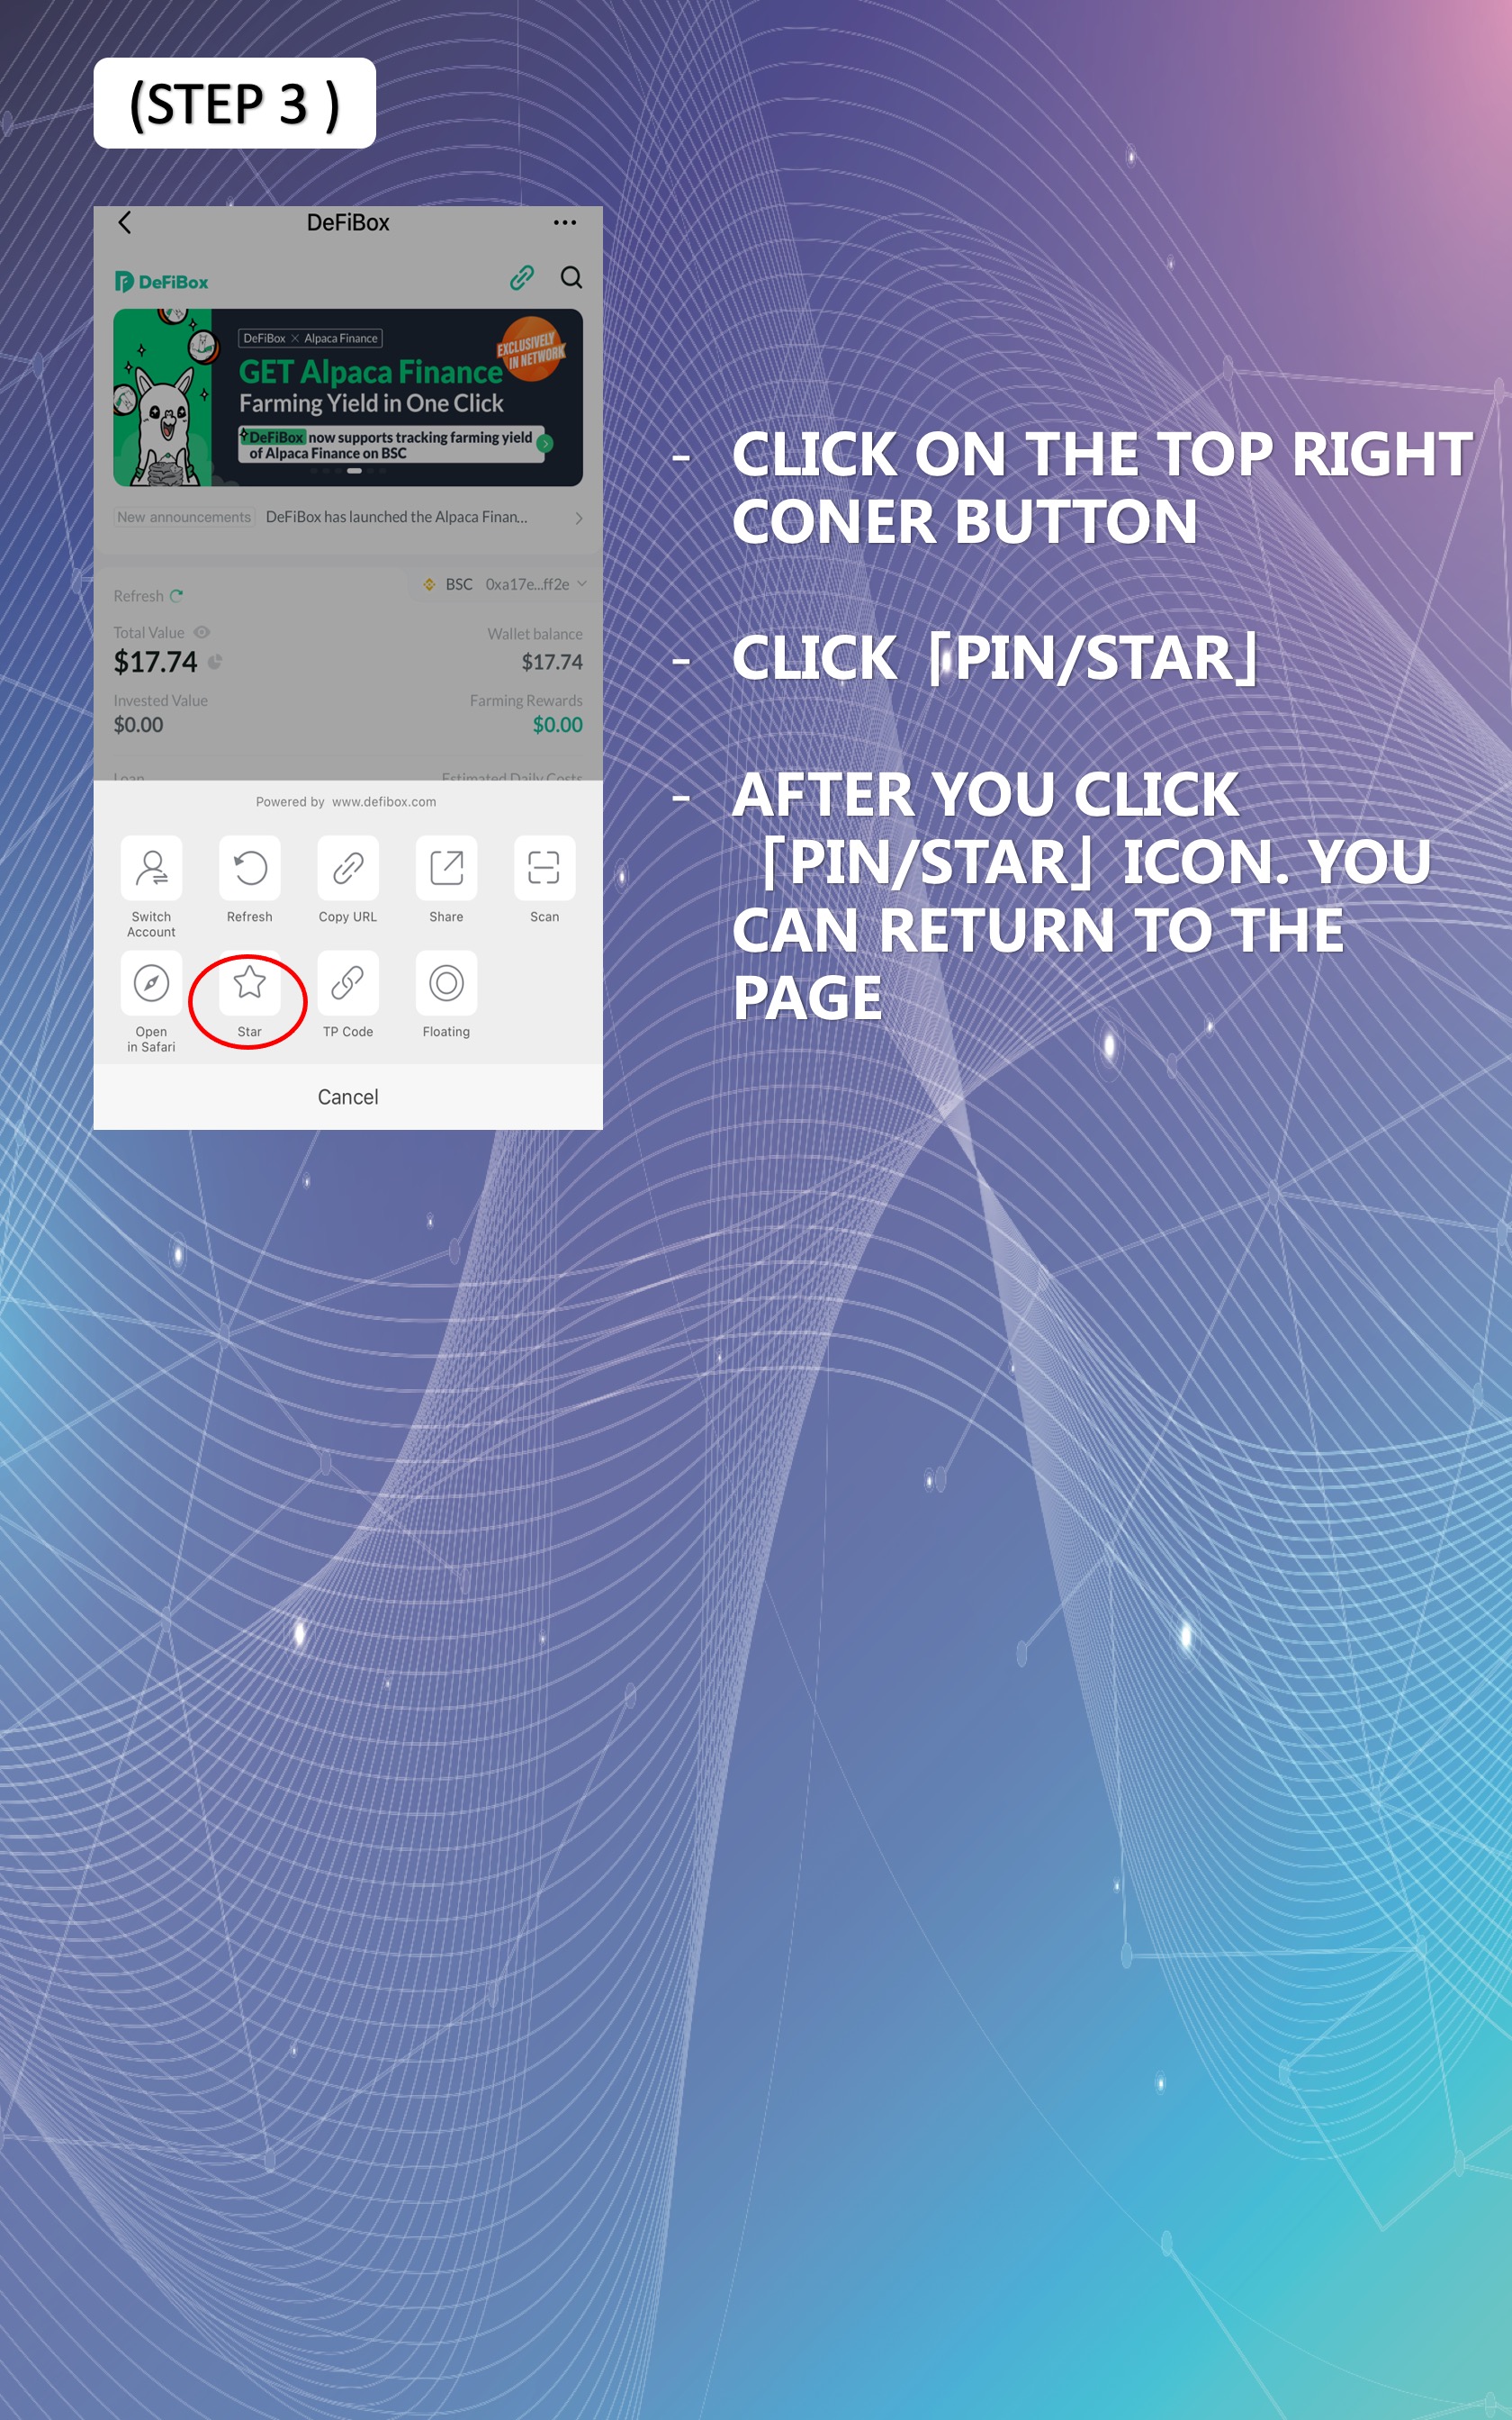 (STEP 3 )
DeFiBox
DeFiBox
DeFiBox × Alpaca Finance
EXCLUSIVELY
IN NETWORK
GET Alpaca Finance
Farming Yield in One Click
DeFiBox now supports tracking farming yield
of Alpaca Finance on BSC
New announcements DeFiBox has launched the Alpaca Finan...
BSC 0xa17e...ff2e
Refresh
Total Value Wallet balance
$17.74 $17.74
Invested Value Farming Rewards
$0.00 $0.00
Loan Estimated Daily Costs
Powered by www.defibox.com
Switch
Account
Refresh
Copy URL
Share
Scan
Open
in Safari
Star
TP Code
Floating
Cancel
- CLICK ON THE TOP RIGHT
CONER BUTTON
- CLICK「PIN/STAR」
- AFTER YOU CLICK
「PIN/STAR」ICON. YOU
CAN RETURN TO THE
PAGE